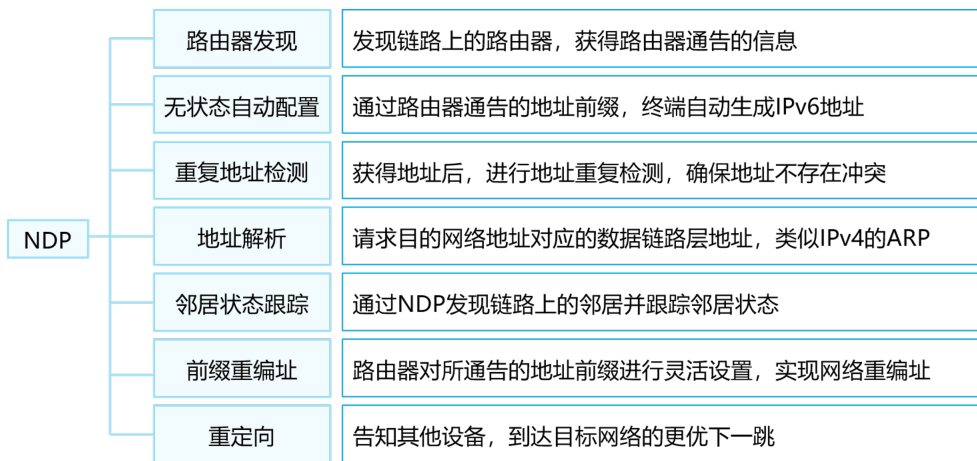 NDP
路由器发现
发现链路上的路由器，获得路由器通告的信息
无状态自动配置
通过路由器通告的地址前缀，终端自动生成IPv6地址
重复地址检测
获得地址后，进行地址重复检测，确保地址不存在冲突
地址解析
请求目的网络地址对应的数据链路层地址，类似IPv4的ARP
邻居状态跟踪
通过NDP发现链路上的邻居并跟踪邻居状态
前缀重编址
路由器对所通告的地址前缀进行灵活设置，实现网络重编址
重定向
告知其他设备，到达目标网络的更优下一跳